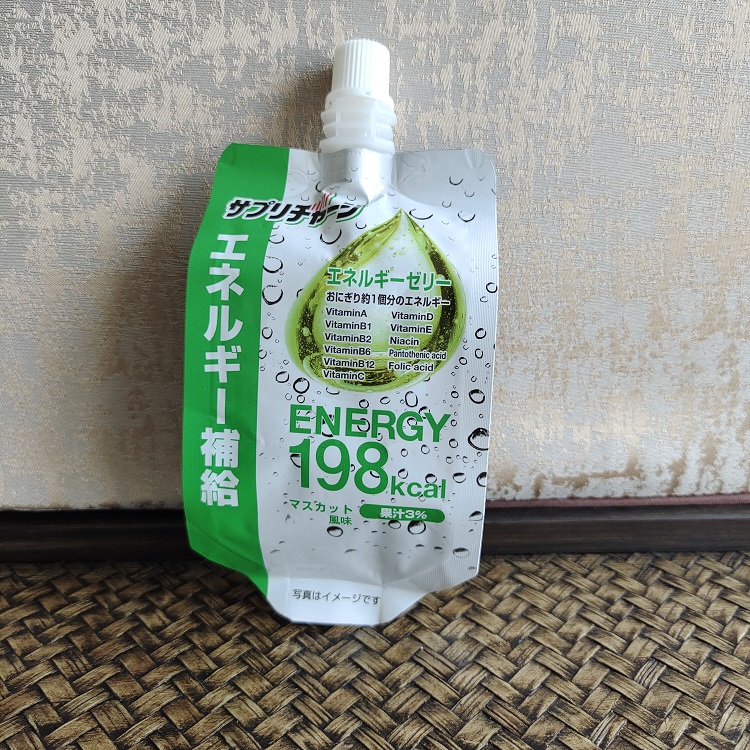 サプリチャーン
エネルギー補給
エネルギーゼリー
おにぎり約1個分のエネルギー
VitaminA
VitaminB1
VitaminB2
VitaminB6
VitaminB12
VitaminC
VitaminD
VitaminE
Niacin
Pantothenic acid
Folic acid
ENERGY
198kcal
マスカット
風味
果汁3%
写真はイメージです